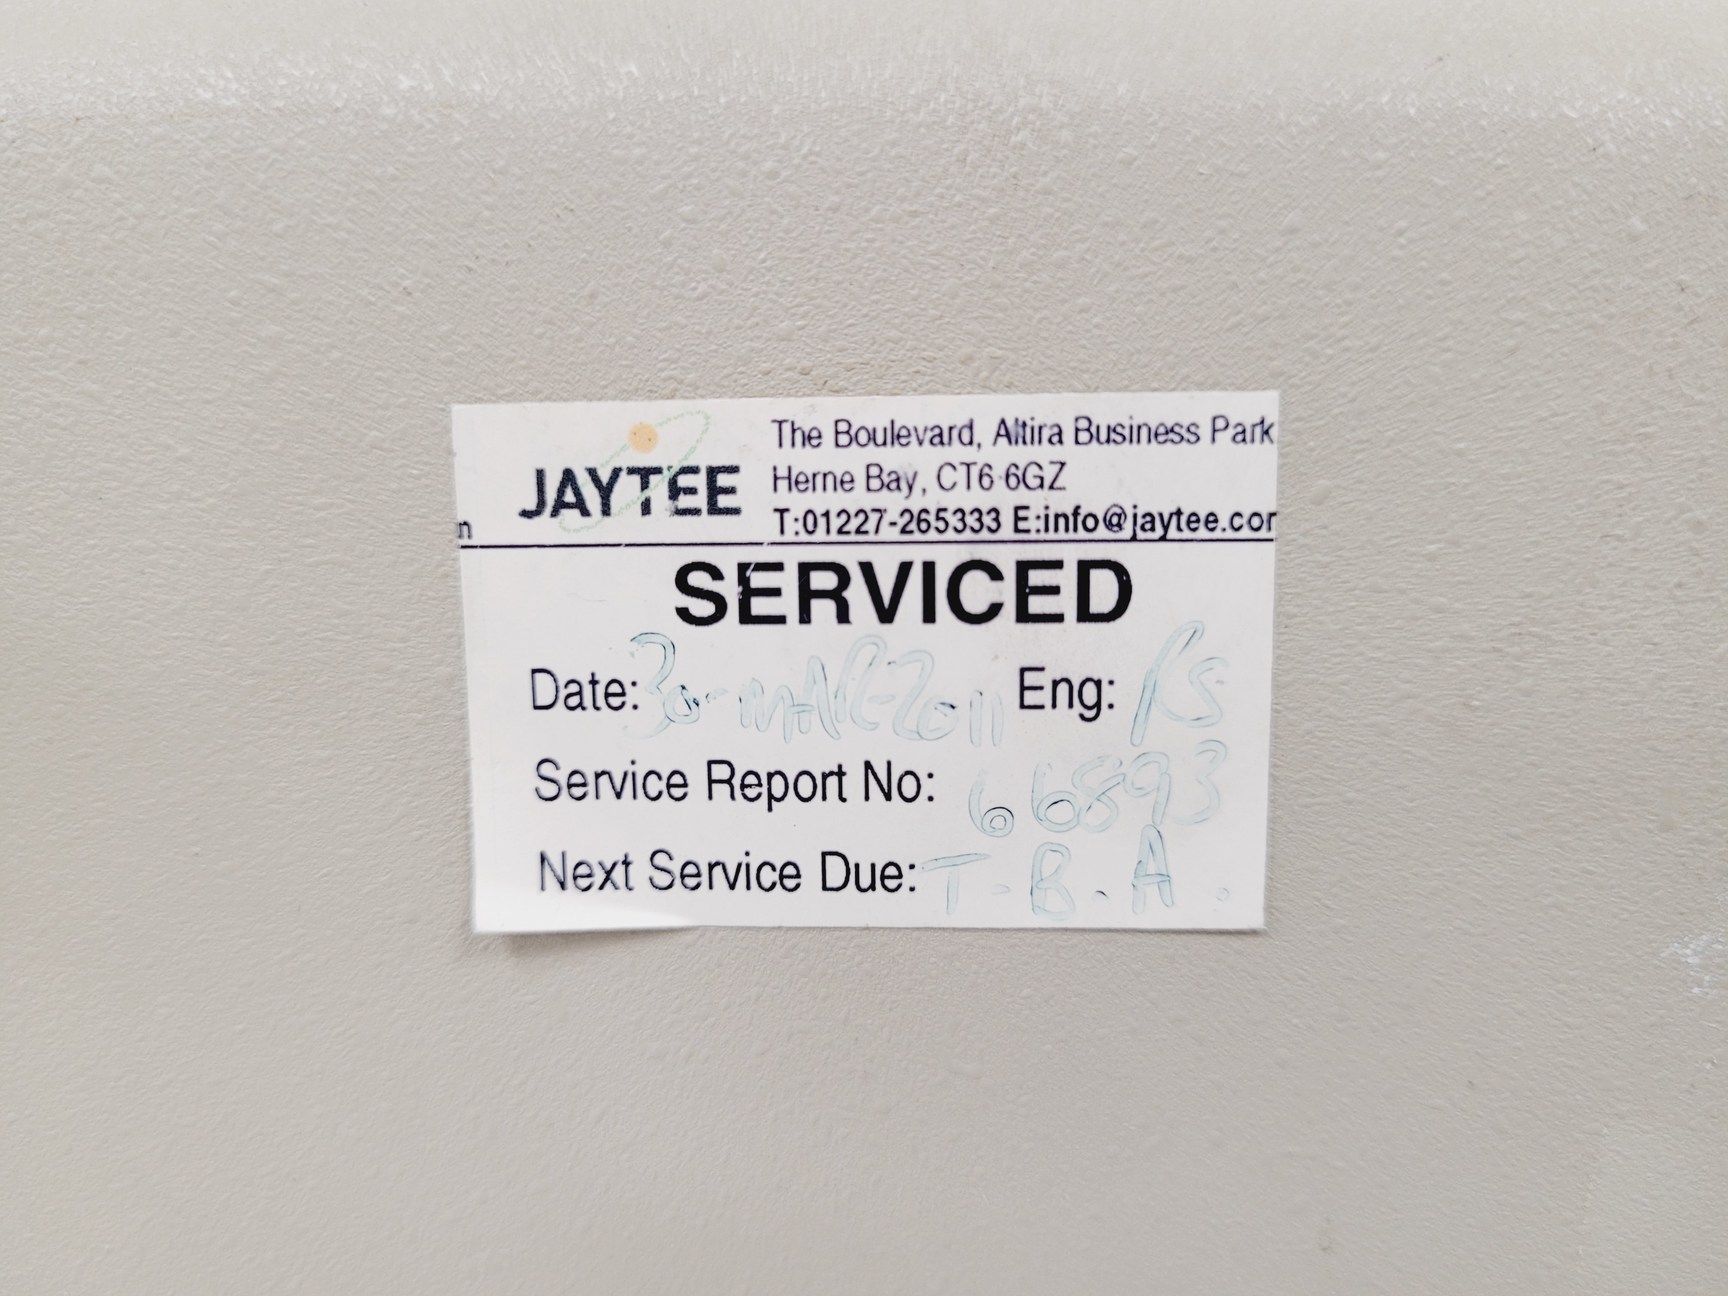 JAYTEE
The Boulevard, Altira Business Park
Herne Bay, CT6 6GZ
T:01227-265333 E:info@jaytee.com
n
SERVICED
Date: 30-MAR-2011 Eng: RS
Service Report No: 66893
Next Service Due: T.B.A.